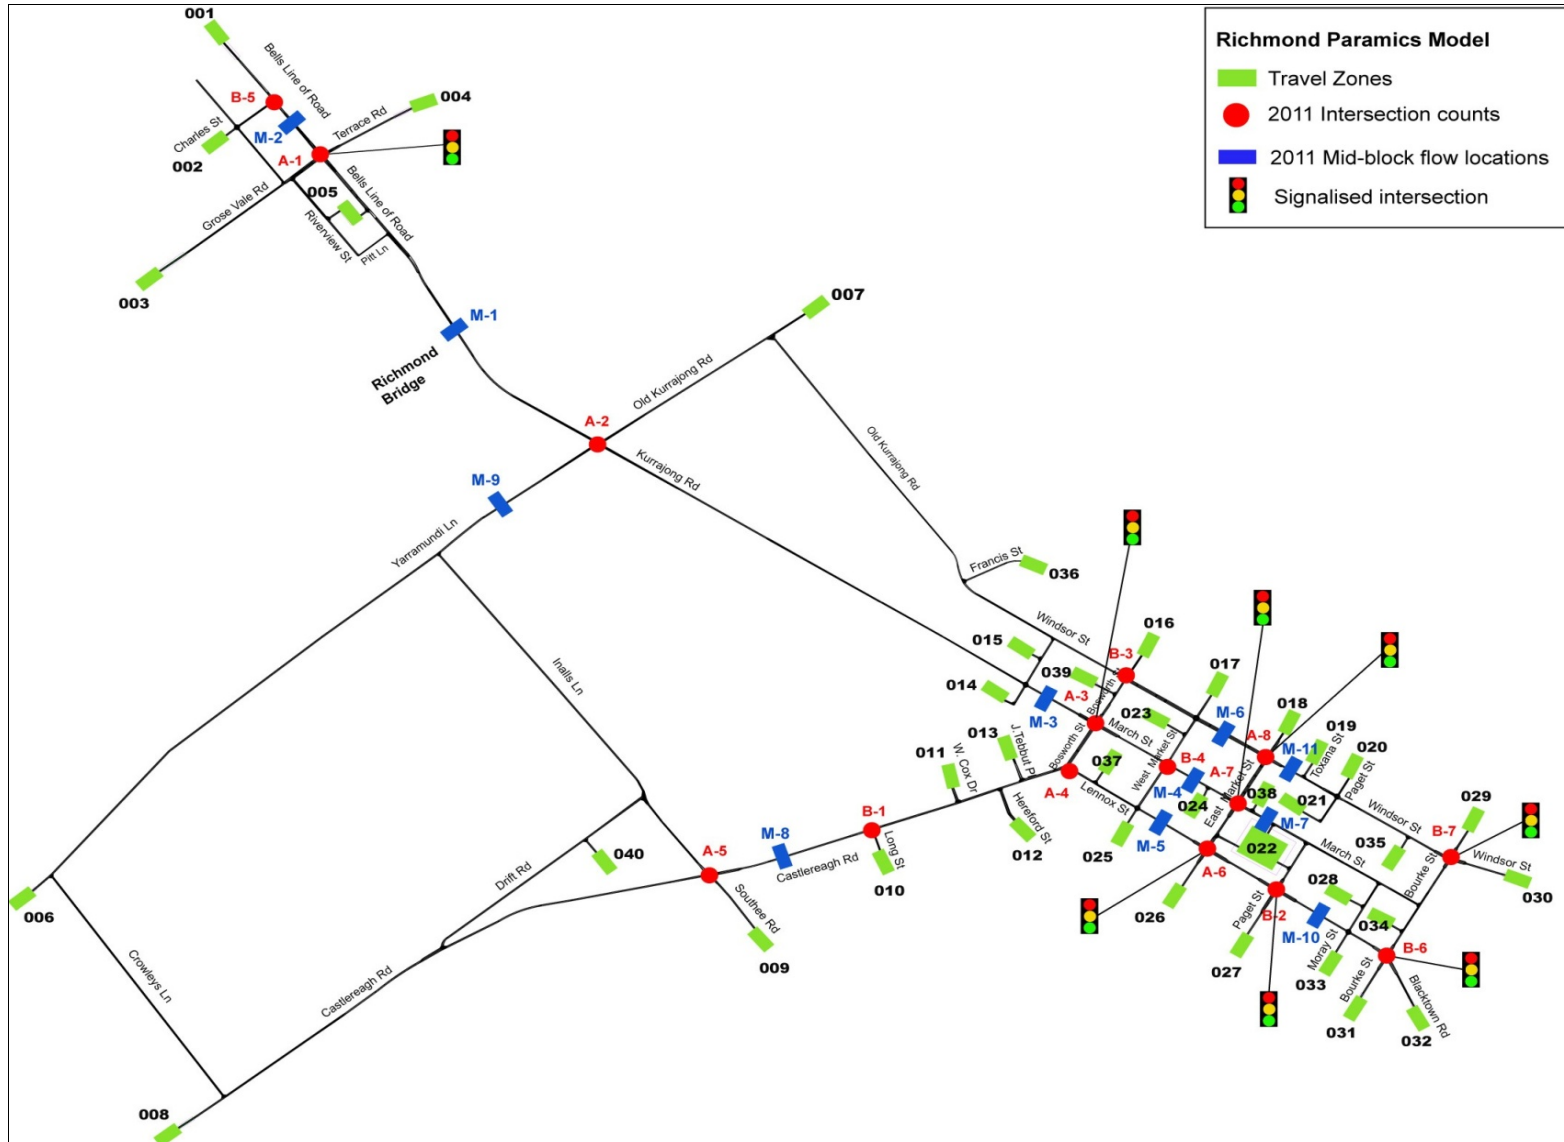 001
Richmond Paramics Model
Travel Zones
2011 Intersection counts
2011 Mid-block flow locations
Signalised intersection
Bells Line of Road
B-5
004
Terrace Rd
Charles St
M-2
002
A-1
Bells Line of Road
005
Grose Vale Rd
Riverview St
Pitt Ln
003
007
M-1
Richmond
Bridge
Old Kurrajong Rd
A-2
Kurrajong Rd
Old Kurrajong Rd
M-9
Yarramundi Ln
Francis St
036
Windsor St
016
015
B-3
039
017
Bosworth St
014
A-3
M-3
Inalls Ln
023
M-6
018
March St
A-8
019
Toxana St
020
013
J.Tebbut Pl
Bosworth St
West Market St
B-4
M-11
011
W. Cox Dr
037
A-7
Paget St
A-4
M-4
East Market St
038
021
Lennox St
024
Windsor St
029
Hereford St
B-1
M-7
B-7
M-8
Long St
012
025
M-5
022
March St
035
Bourke St
Windsor St
Castlereagh Rd
A-5
A-6
Drift Rd
040
010
028
030
Southee Rd
026
Paget St
B-2
034
006
M-10
Moray St
B-6
009
027
033
Bourke St
Blacktown Rd
Crowleys Ln
Castlereagh Rd
031
032
008